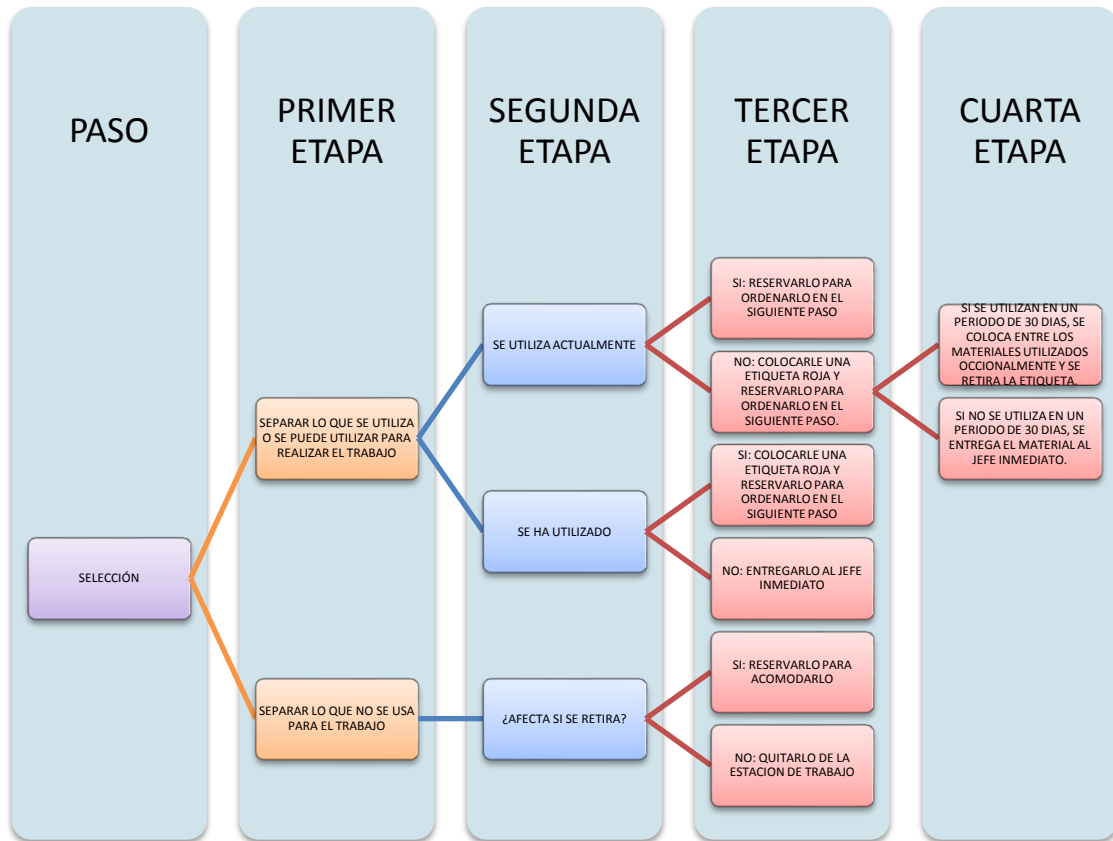 PASO
PRIMER
ETAPA
SEGUNDA
ETAPA
TERCER
ETAPA
CUARTA
ETAPA
SELECCIÓN
SEPARAR LO QUE SE UTILIZA
O SE PUEDE UTILIZAR PARA
REALIZAR EL TRABAJO
SEPARAR LO QUE NO SE USA
PARA EL TRABAJO
SE UTILIZA ACTUALMENTE
SE HA UTILIZADO
¿AFECTA SI SE RETIRA?
SI: RESERVARLO PARA
ORDENARLO EN EL
SIGUIENTE PASO
NO: COLOCARLE UNA
ETIQUETA ROJA Y
RESERVARLO PARA
ORDENARLO EN EL
SIGUIENTE PASO.
SI: COLOCARLE UNA
ETIQUETA ROJA Y
RESERVARLO PARA
ORDENARLO EN EL
SIGUIENTE PASO
NO: ENTREGARLO AL JEFE
INMEDIATO
SI: RESERVARLO PARA
ACOMODARLO
NO: QUITARLO DE LA
ESTACION DE TRABAJO
SI SE UTILIZAN EN UN
PERIODO DE 30 DIAS, SE
COLOCA ENTRE LOS
MATERIALES UTILIZADOS
OCCIONALMENTE Y SE
RETIRA LA ETIQUETA.
SI NO SE UTILIZA EN UN
PERIODO DE 30 DIAS, SE
ENTREGA EL MATERIAL AL
JEFE INMEDIATO.